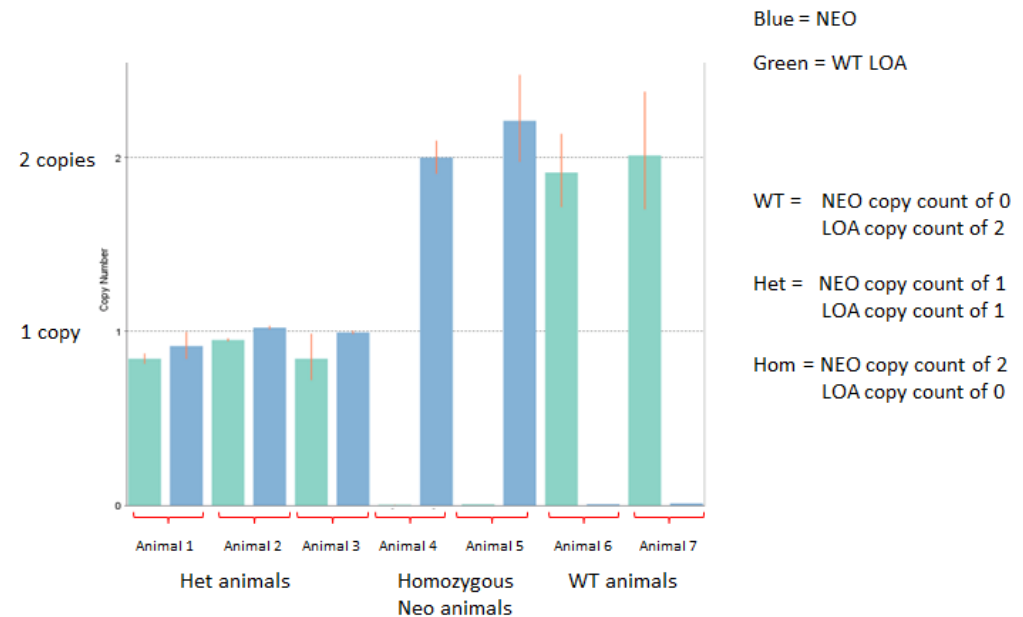 Blue = NEO
Green = WT LOA
2 copies
2
WT = NEO copy count of 0
LOA copy count of 2
Copy Number
Het = NEO copy count of 1
LOA copy count of 1
1 copy
1
Hom = NEO copy count of 2
LOA copy count of 0
0
Animal 1 Animal 2 Animal 3 Animal 4 Animal 5 Animal 6 Animal 7
Het animals
Homozygous
Neo animals
WT animals